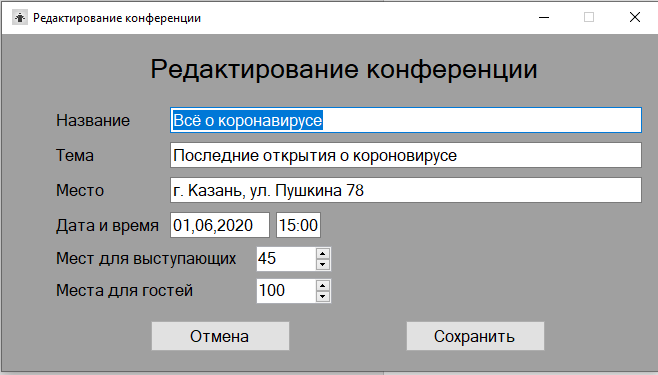 Редактирование конференции
Редактирование конференции
Название Всё о коронавирусе
Тема Последние открытия о короновирусе
Место г. Казань, ул. Пушкина 78
Дата и время 01,06,2020 15:00
Мест для выступающих 45
Места для гостей 100
Отмена Сохранить